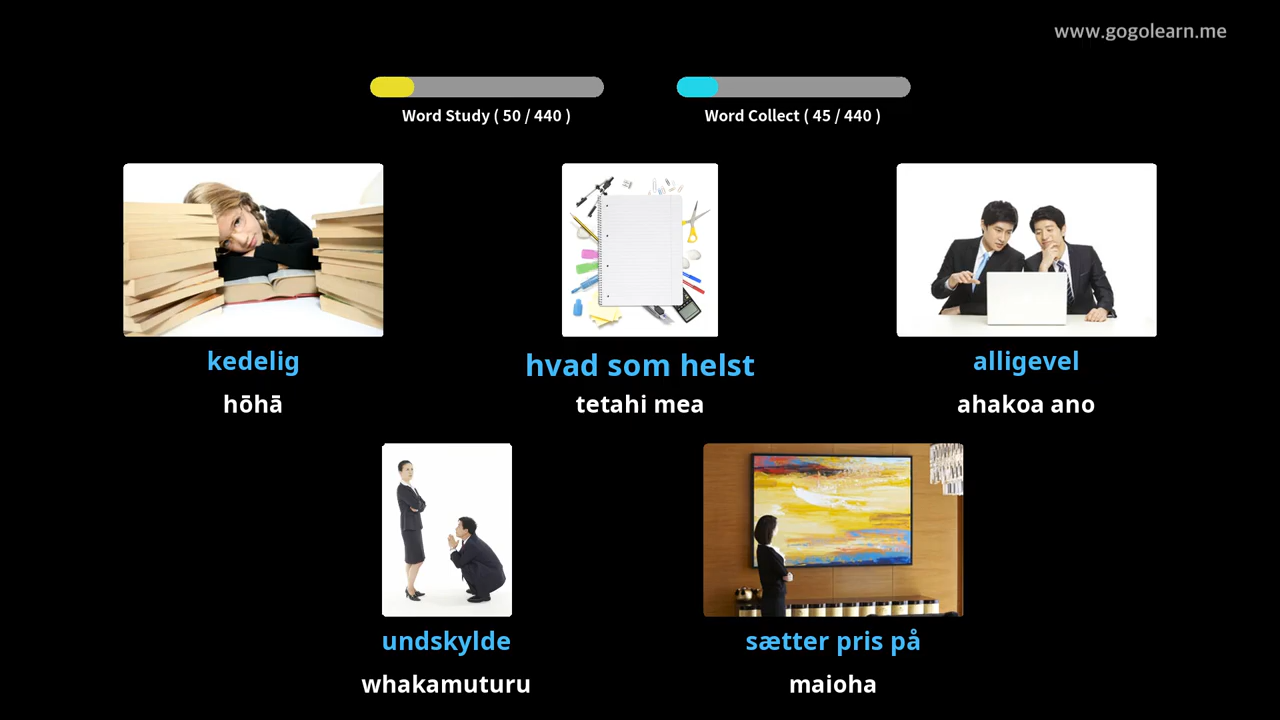 www.gogolearn.me
Word Study ( 50 / 440 )
Word Collect ( 45 / 440 )
kedelig
hōhā
hvad som helst
tetahi mea
alligevel
ahakoa ano
undskylde
whakamuturu
sætter pris på
maioha